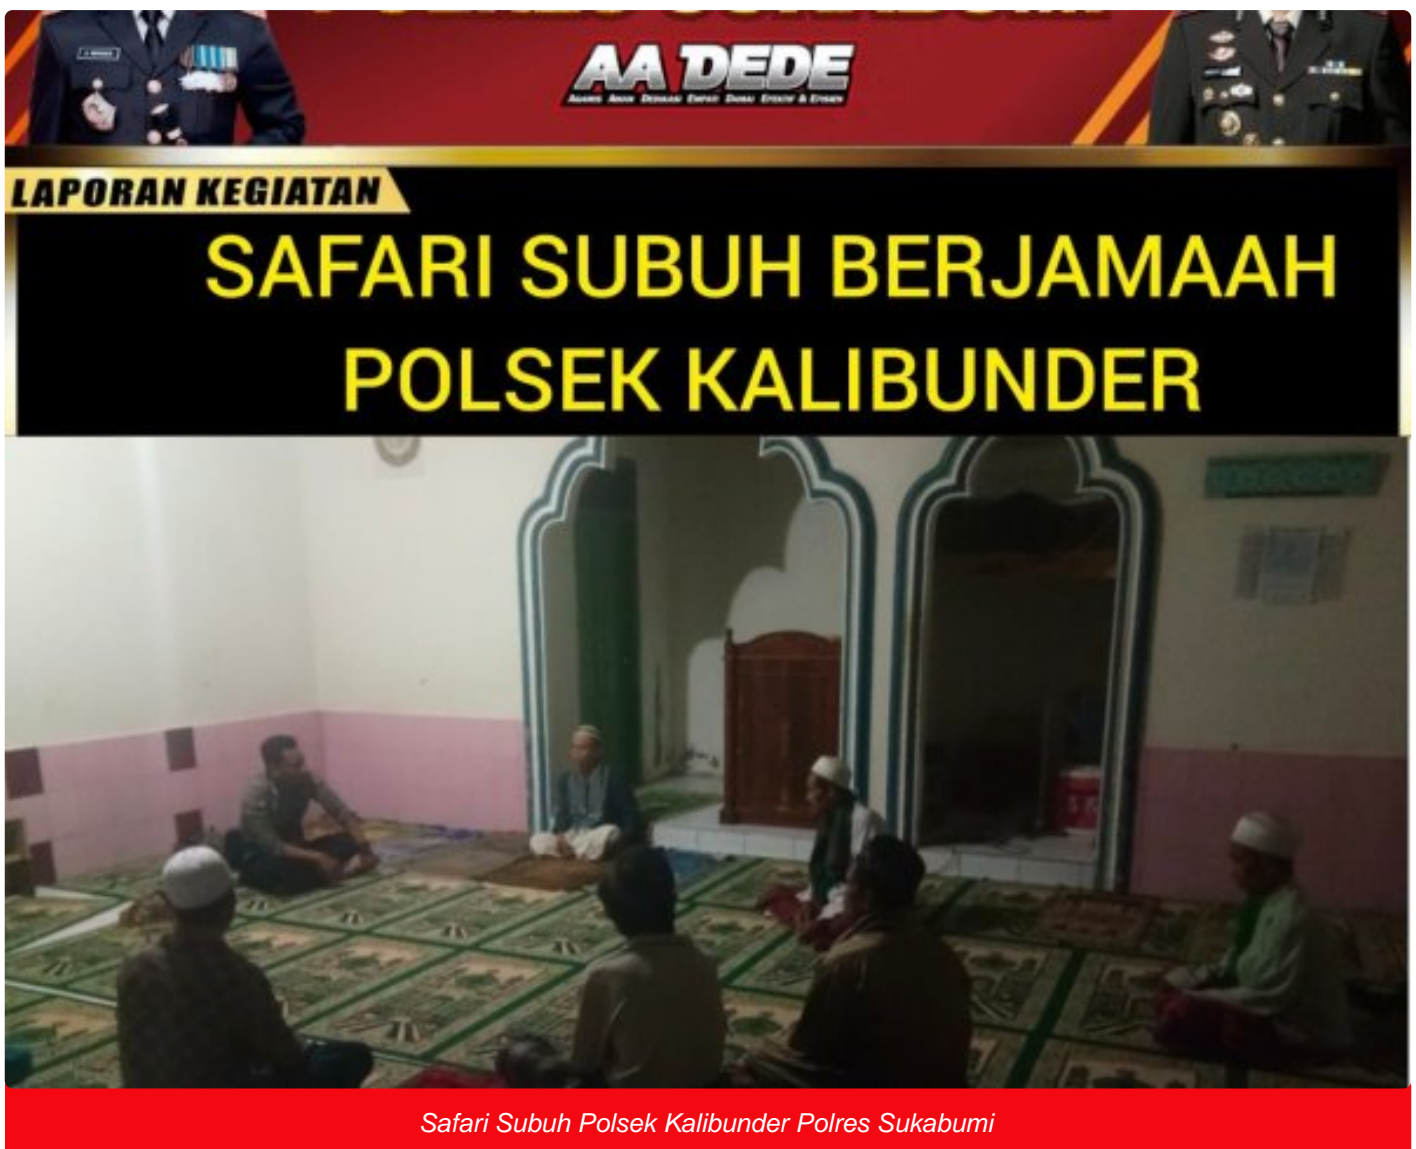 AA DEDE
LAPORAN KEGIATAN
SAFARI SUBUH BERJAMAAH
POLSEK KALIBUNDER
Safari Subuh Polsek Kalibunder Polres Sukabumi